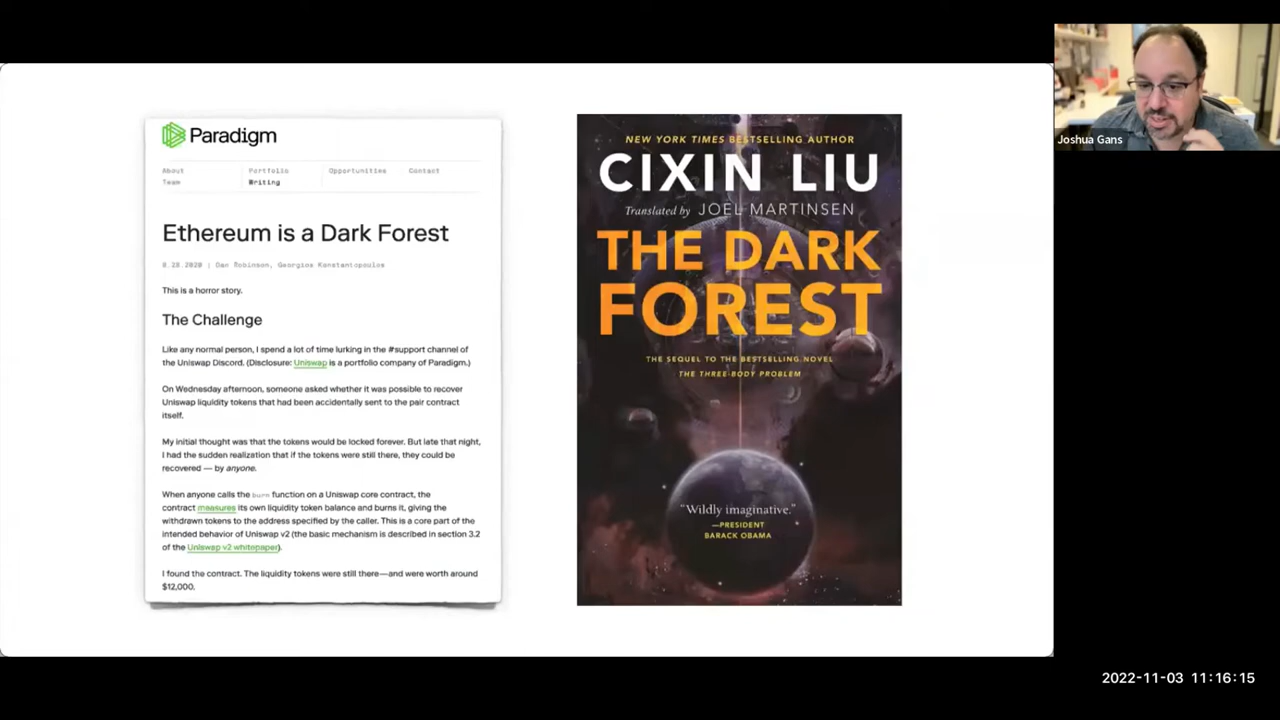 Paradigm
About
Portfolio
Opportunities
Contact
Team
Writing
Ethereum is a Dark Forest
8.28.2020 | Dan Robinson, Georgios Konstantopoulos
This is a horror story.
The Challenge
Like any normal person, I spend a lot of time lurking in the #support channel of
the Uniswap Discord. (Disclosure: Uniswap is a portfolio company of Paradigm.)
On Wednesday afternoon, someone asked whether it was possible to recover
Uniswap liquidity tokens that had been accidentally sent to the pair contract
itself.
My initial thought was that the tokens would be locked forever. But late that night,
I had the sudden realization that if the tokens were still there, they could be
recovered — by anyone.
When anyone calls the burn function on a Uniswap core contract, the
contract measures its own liquidity token balance and burns it, giving the
withdrawn tokens to the address specified by the caller. This is a core part of the
intended behavior of Uniswap v2 (the basic mechanism is described in section 3.2
of the Uniswap v2 whitepaper).
I found the contract. The liquidity tokens were still there—and were worth around
$12,000.
NEW YORK TIMES BESTSELLING AUTHOR
CIXIN LIU
Translated by JOEL MARTINSEN
THE DARK
FOREST
THE SEQUEL TO THE BESTSELLING NOVEL
THE THREE-BODY PROBLEM
"Wildly imaginative."
—PRESIDENT
BARACK OBAMA
Joshua Gans
2022-11-03 11:16:15